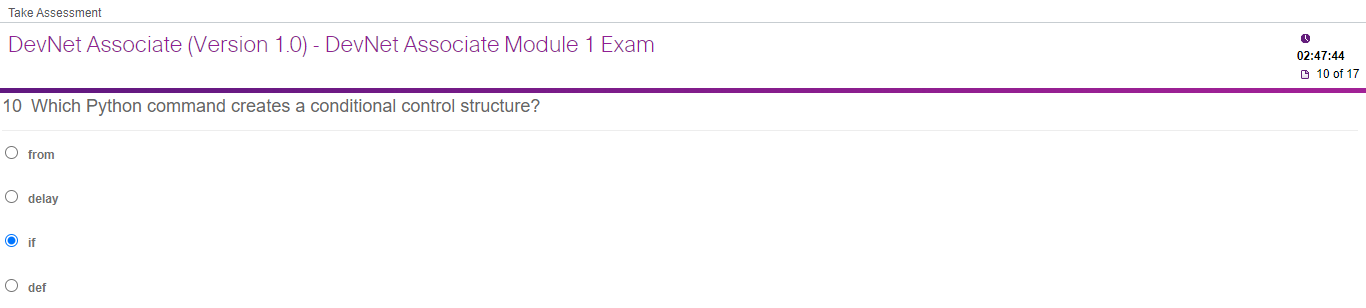 Take Assessment
DevNet Associate (Version 1.0) - DevNet Associate Module 1 Exam
02:47:44
10 of 17
10 Which Python command creates a conditional control structure?
from
delay
if
def